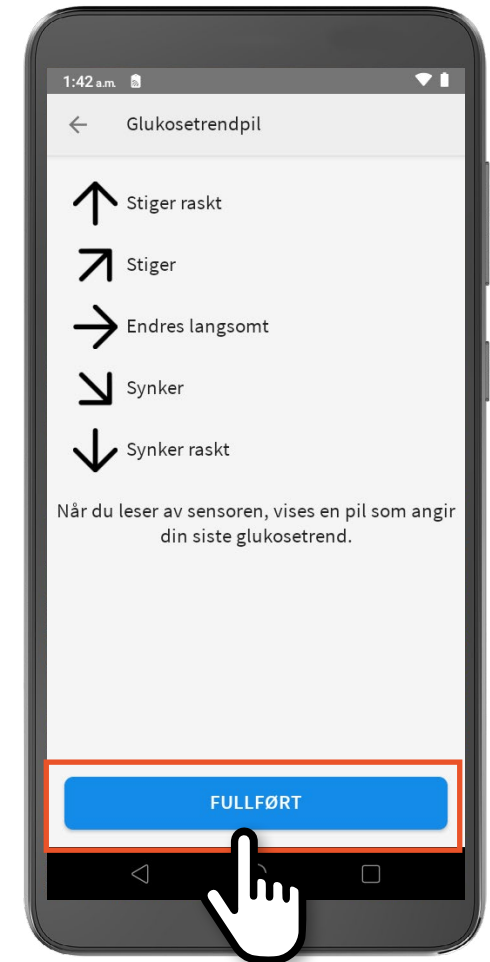 1:42 a.m.
Glukosetrendpil
Stiger raskt
Stiger
Endres langsomt
Synker
Synker raskt
Når du leser av sensoren, vises en pil som angir
din siste glukosetrend.
FULLFØRT